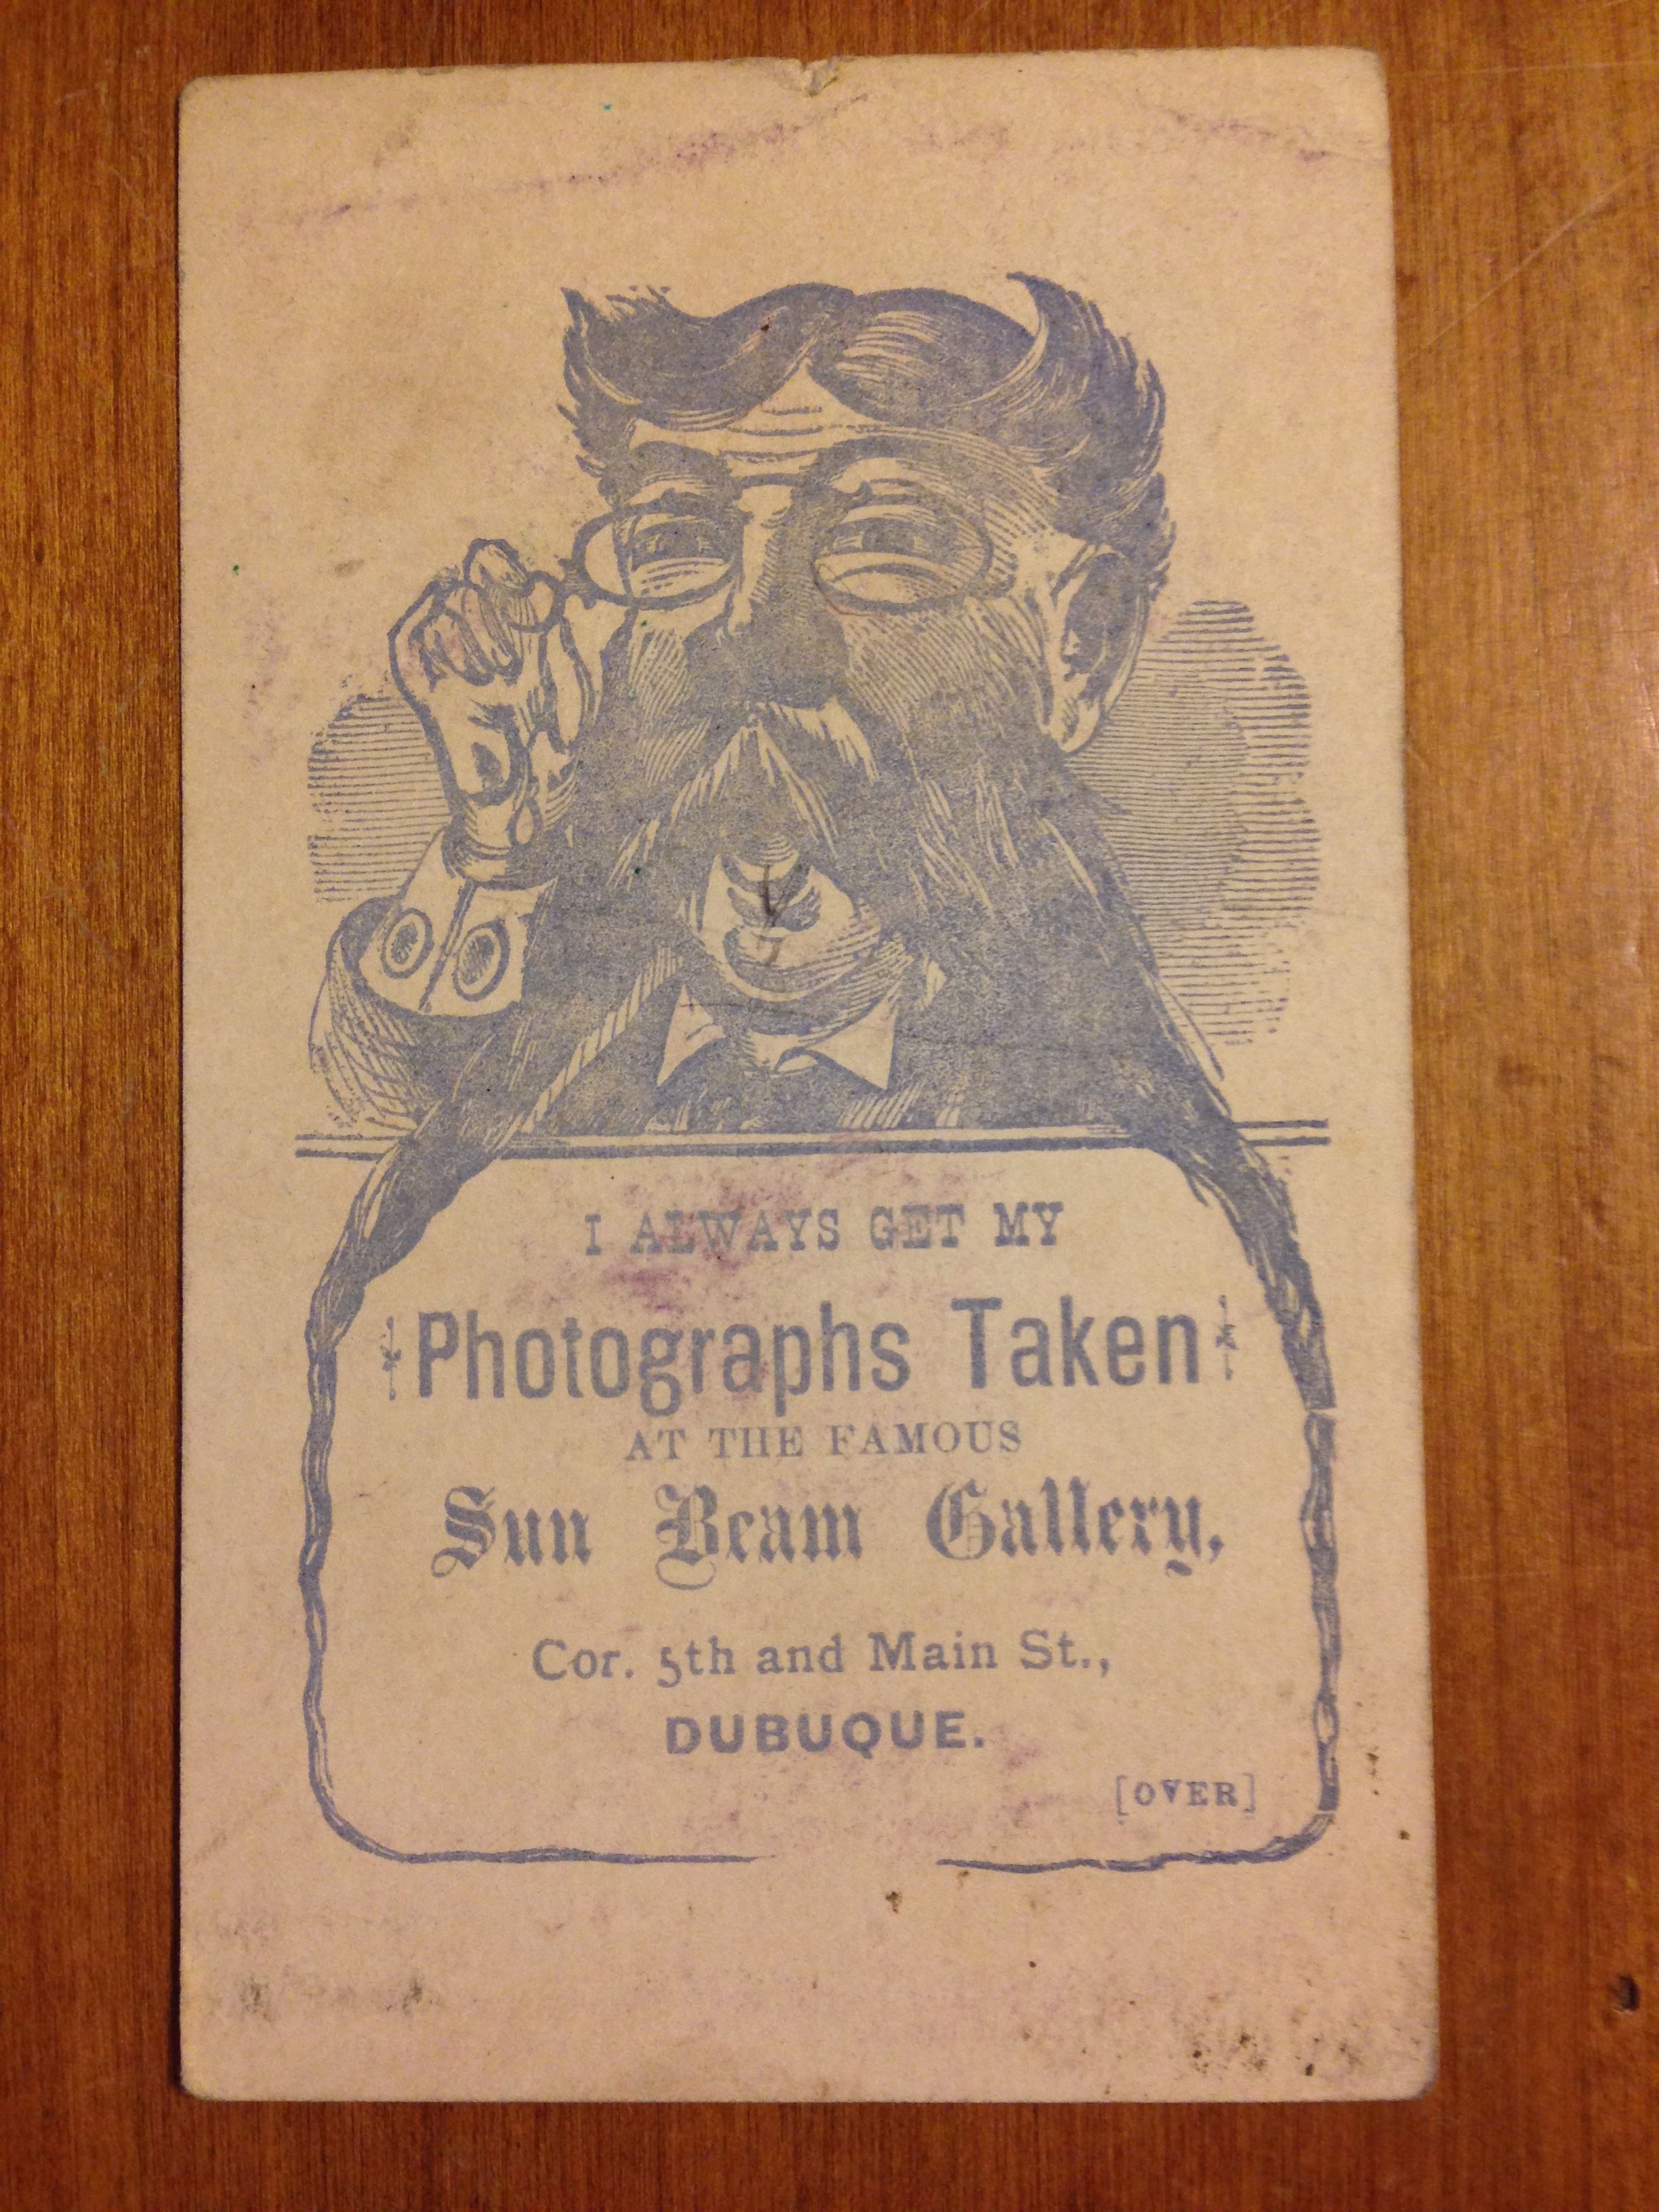 I ALWAYS GET MY
Photographs Taken
AT THE FAMOUS
Sun Beam Gallery,
Cor. 5th and Main St.,
DUBUQUE.
[OVER]